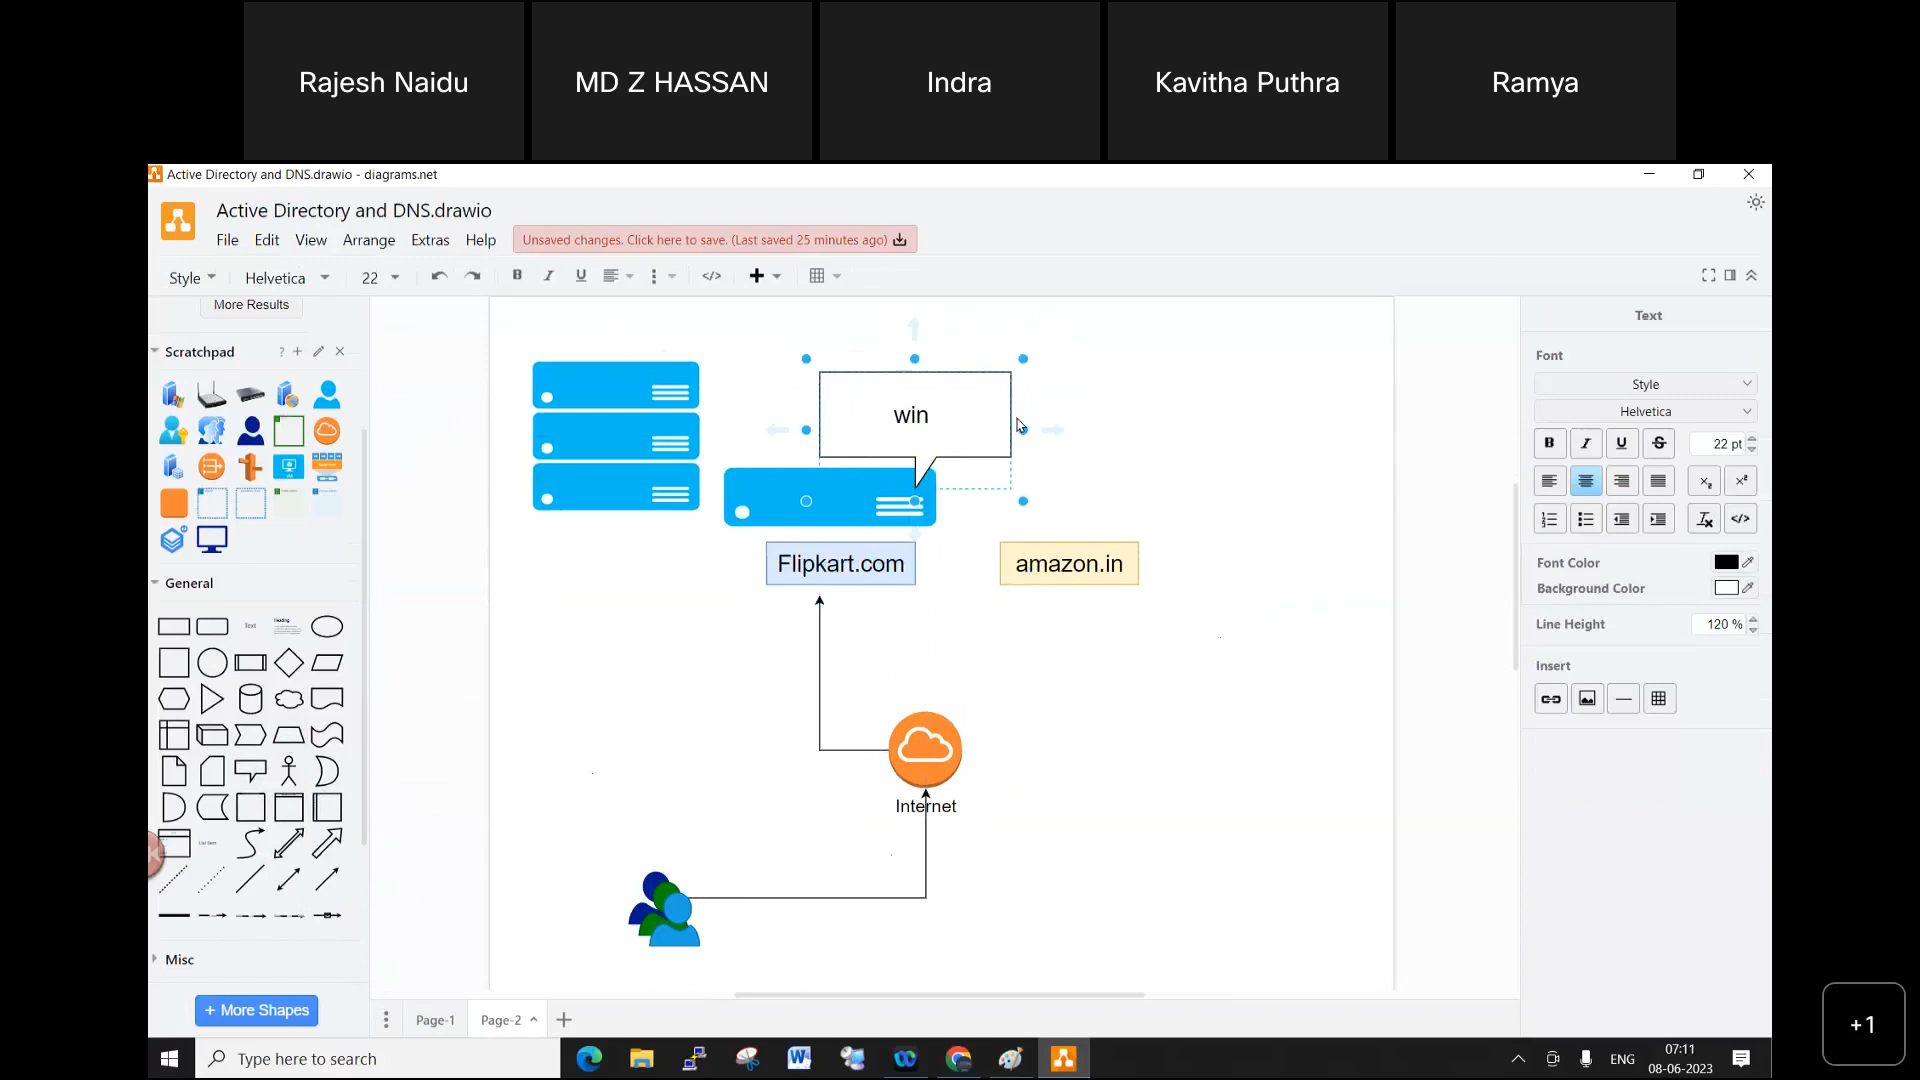 Rajesh Naidu
MD Z HASSAN
Indra
Kavitha Puthra
Ramya
Active Directory and DNS.drawio - diagrams.net
Active Directory and DNS.drawio
File Edit View Arrange Extras Help
Unsaved changes. Click here to save. (Last saved 25 minutes ago)
Style Helvetica 22 B I U </>
More Results
Scratchpad ?
General
Text
Heading
List Item
Misc
+ More Shapes
win
Flipkart.com
amazon.in
Internet
Page-1
Page-2
Text
Font
Style
Helvetica
B I U S 22 pt
Font Color
Background Color
Line Height 120 %
Insert
Type here to search
ENG
07:11
08-06-2023
+1